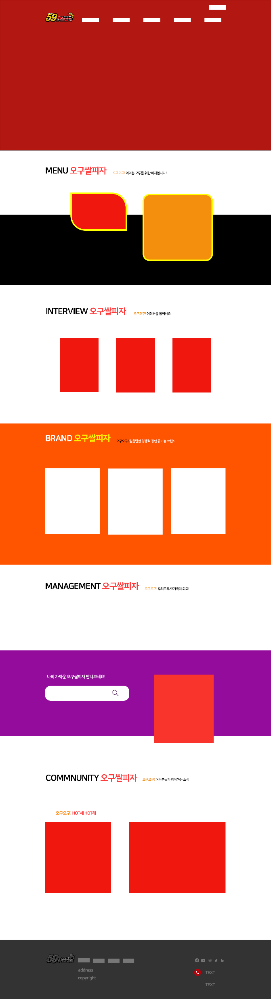 59Pizza
MENU 오구쌀피자
오구오구! 여러분 모두를 위한 피자입니다!
INTERVIEW 오구쌀피자
오구오구! 여러분들 함께해요!
BRAND 오구쌀피자
오구오구! 믿을만한 경쟁력 강한 유기농 브랜드
MANAGEMENT 오구쌀피자
오구오구! 우리모두 한가족이 되요!
나의 가까운 오구쌀피자 만나보세요!
COMMNUNITY 오구쌀피자
오구오구! 여러분들과 함께하는 소식
오구오구! HOT해 HOT해
59Pizza
address
copyright
TEXT
TEXT